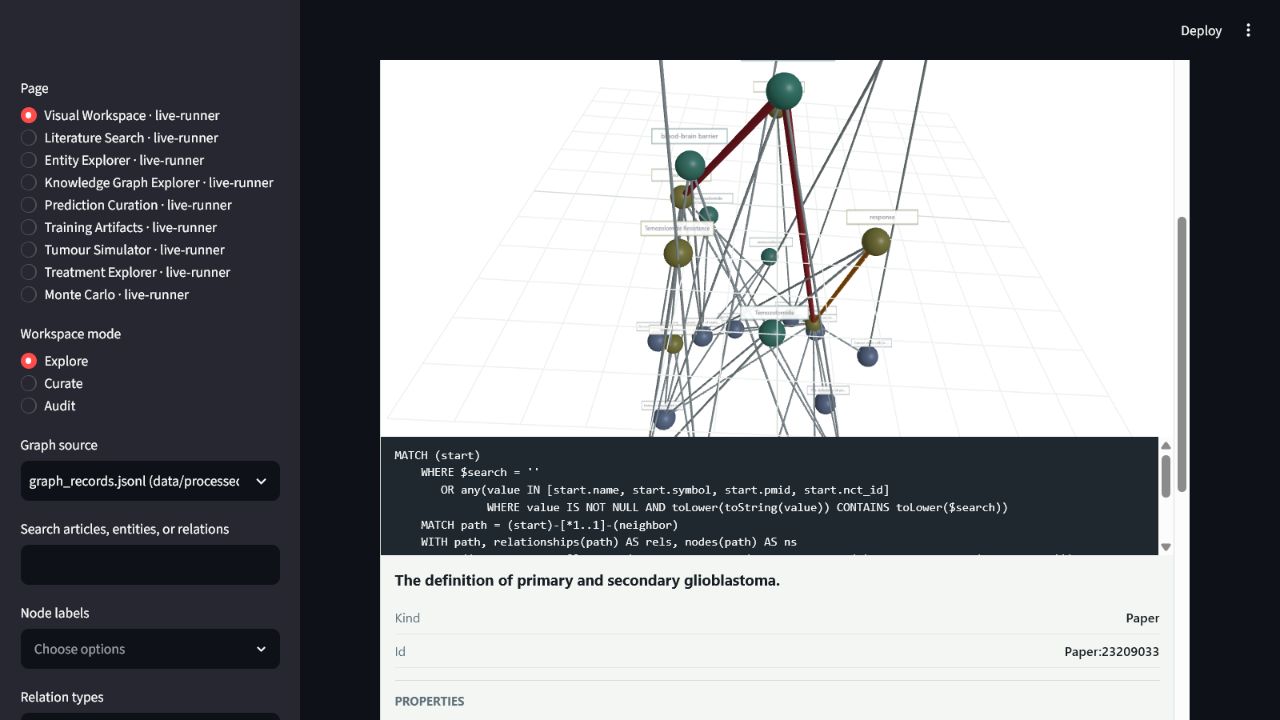 Deploy
Page
Visual Workspace · live-runner
Literature Search · live-runner
Entity Explorer · live-runner
Knowledge Graph Explorer · live-runner
Prediction Curation · live-runner
Training Artifacts · live-runner
Tumour Simulator · live-runner
Treatment Explorer · live-runner
Monte Carlo · live-runner
Workspace mode
Explore
Curate
Audit
Graph source
graph_records.jsonl (data/processed
Search articles, entities, or relations
Node labels
Choose options
Relation types
blood-brain barrier
Temozolomide Resistance
response
Temozolomide
MATCH (start)
WHERE $search = ''
OR any(value IN [start.name, start.symbol, start.pmid, start.nct_id]
WHERE value IS NOT NULL AND toLower(toString(value)) CONTAINS toLower($search))
MATCH path = (start)-[*1..1]-(neighbor)
WITH path, relationships(path) AS rels, nodes(path) AS ns
The definition of primary and secondary glioblastoma.
Kind
Paper
Id
Paper:23209033
PROPERTIES